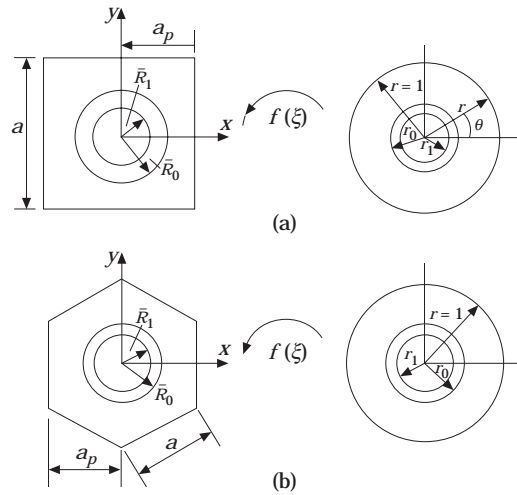 y
a_p
R̄_1
a
x
R̄_0
f (ξ)
r = 1
r
θ
r_0
r_1
(a)
y
R̄_1
x
R̄_0
a_p
a
f (ξ)
r = 1
r_1
r_0
(b)